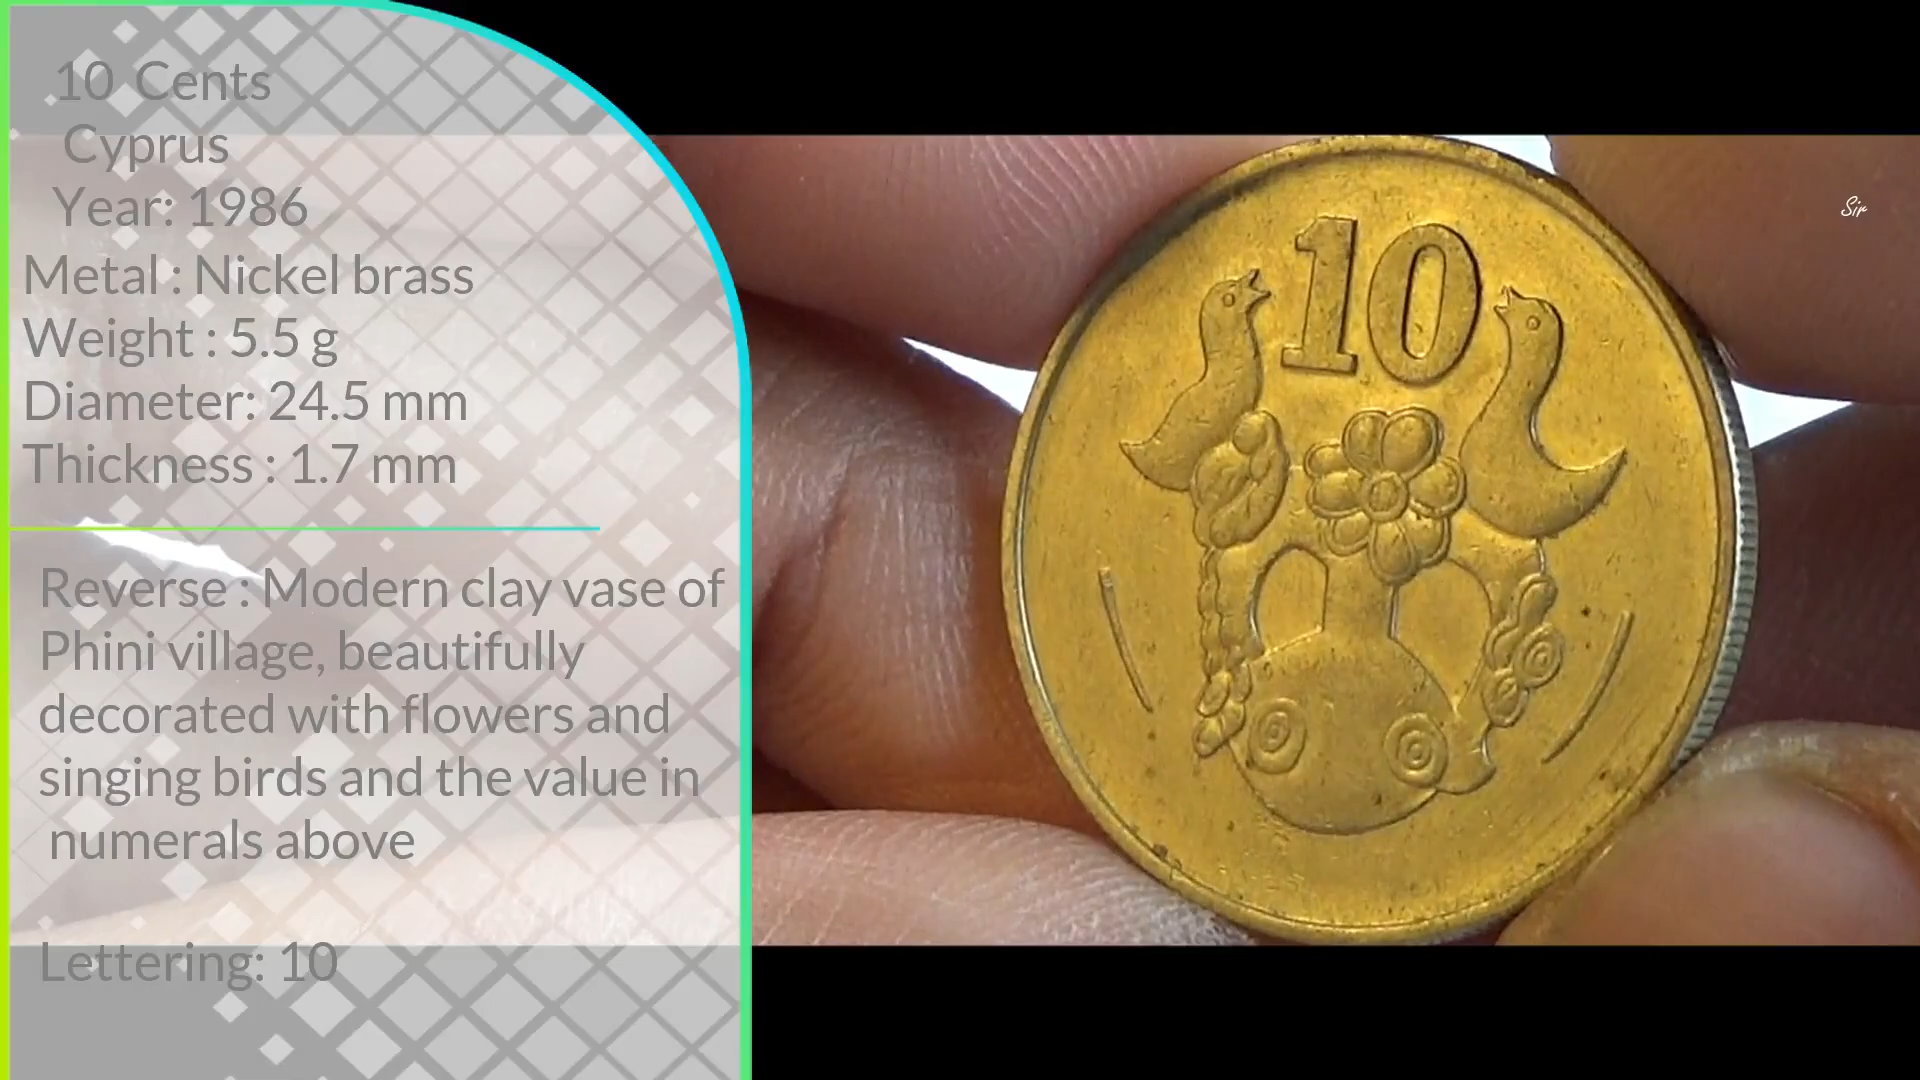 10 Cents
Cyprus
Year: 1986
Metal : Nickel brass
Weight : 5.5 g
Diameter: 24.5 mm
Thickness : 1.7 mm
Reverse : Modern clay vase of
Phini village, beautifully
decorated with flowers and
singing birds and the value in
numerals above
Lettering: 10
10
Sir